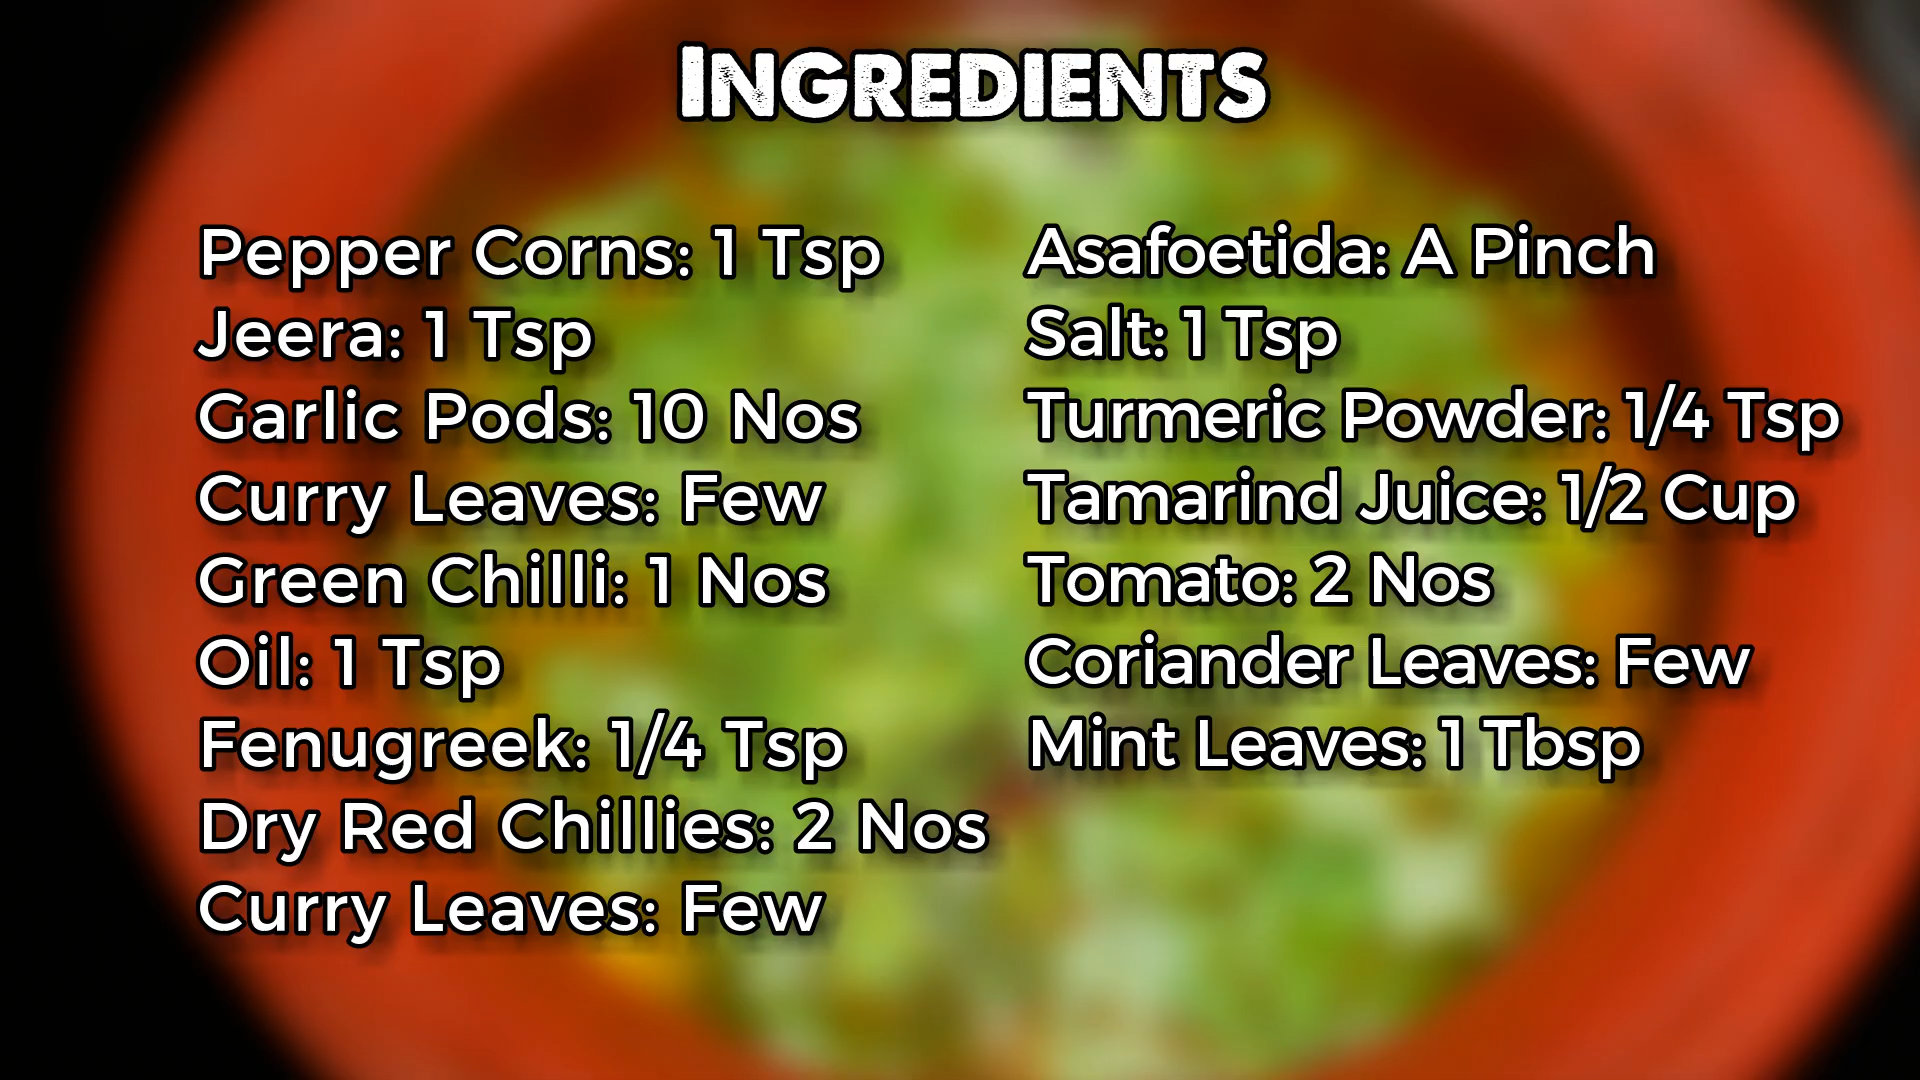 INGREDIENTS
Pepper Corns: 1 Tsp
Jeera: 1 Tsp
Garlic Pods: 10 Nos
Curry Leaves: Few
Green Chilli: 1 Nos
Oil: 1 Tsp
Fenugreek: 1/4 Tsp
Dry Red Chillies: 2 Nos
Curry Leaves: Few
Asafoetida: A Pinch
Salt: 1 Tsp
Turmeric Powder: 1/4 Tsp
Tamarind Juice: 1/2 Cup
Tomato: 2 Nos
Coriander Leaves: Few
Mint Leaves: 1 Tbsp